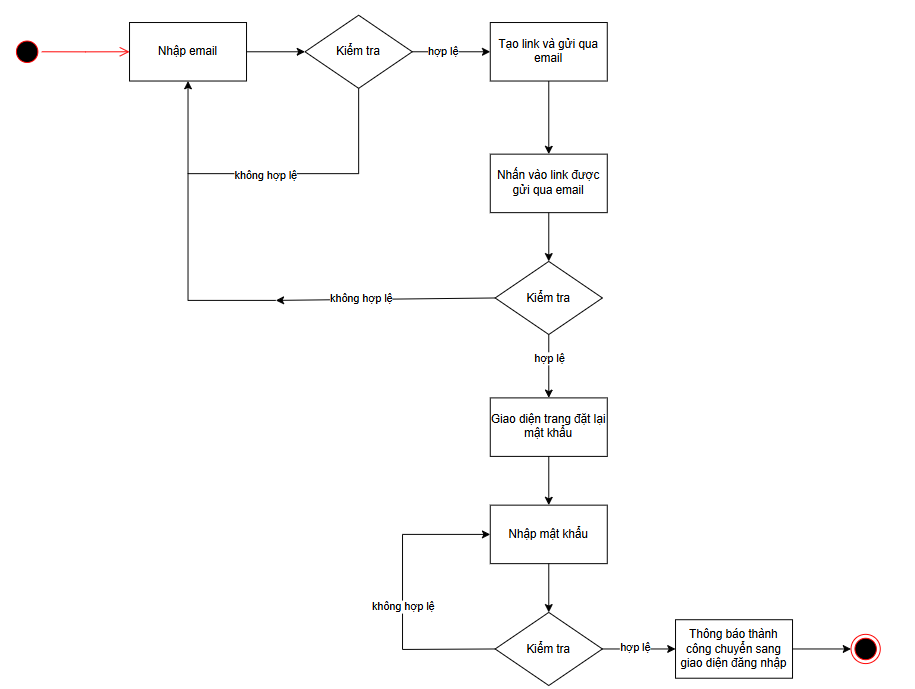 Nhập email
Kiểm tra
hợp lệ
Tạo link và gửi qua
email
không hợp lệ
Nhấn vào link được
gửi qua email
Kiểm tra
không hợp lệ
hợp lệ
Giao diện trang đặt lại
mật khẩu
Nhập mật khẩu
không hợp lệ
Kiểm tra
hợp lệ
Thông báo thành
công chuyển sang
giao diện đăng nhập